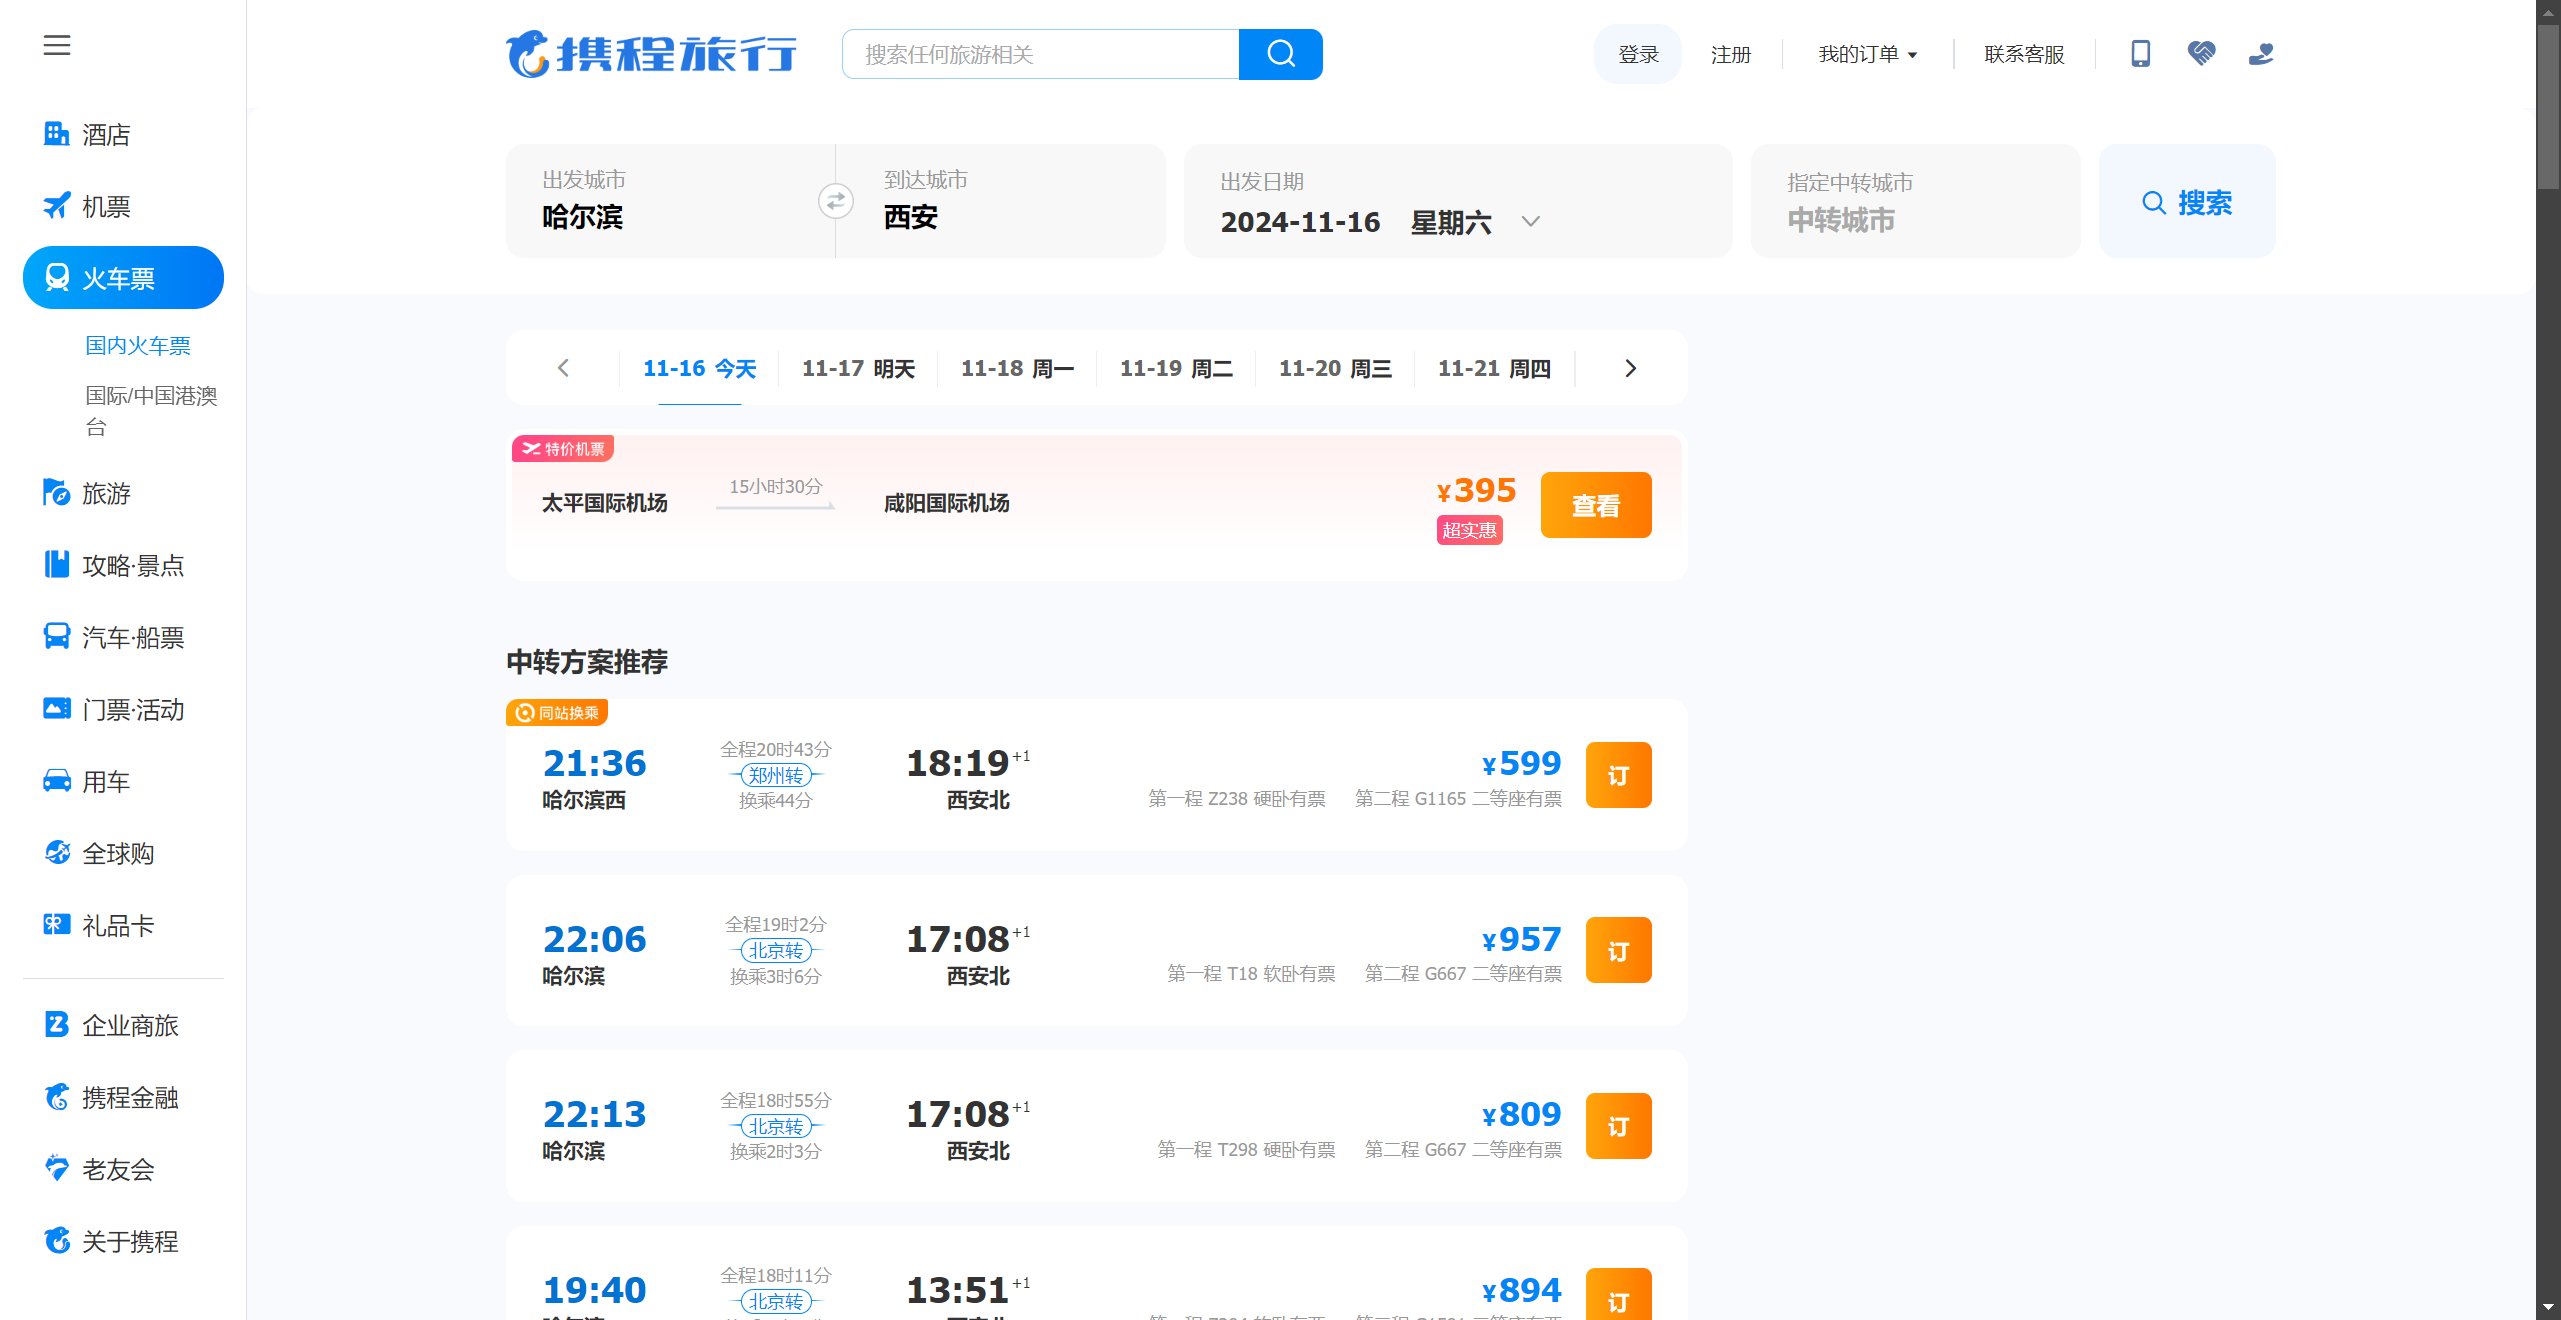 携程旅行
搜索任何旅游相关
登录
注册
我的订单
联系客服
酒店
机票
火车票
国内火车票
国际/中国港澳
台
旅游
攻略·景点
汽车·船票
门票·活动
用车
全球购
礼品卡
企业商旅
携程金融
老友会
关于携程
出发城市
哈尔滨
到达城市
西安
出发日期
2024-11-16 星期六
指定中转城市
中转城市
搜索
11-16 今天
11-17 明天
11-18 周一
11-19 周二
11-20 周三
11-21 周四
特价机票
太平国际机场
15小时30分
咸阳国际机场
¥395
超实惠
查看
中转方案推荐
同站换乘
21:36
哈尔滨西
全程20时43分
郑州转
换乘44分
18:19+1
西安北
¥599
第一程 Z238 硬卧有票 第二程 G1165 二等座有票
订
22:06
哈尔滨
全程19时2分
北京转
换乘3时6分
17:08+1
西安北
¥957
第一程 T18 软卧有票 第二程 G667 二等座有票
订
22:13
哈尔滨
全程18时55分
北京转
换乘2时3分
17:08+1
西安北
¥809
第一程 T298 硬卧有票 第二程 G667 二等座有票
订
19:40
全程18时11分
北京转
13:51+1
¥894
订